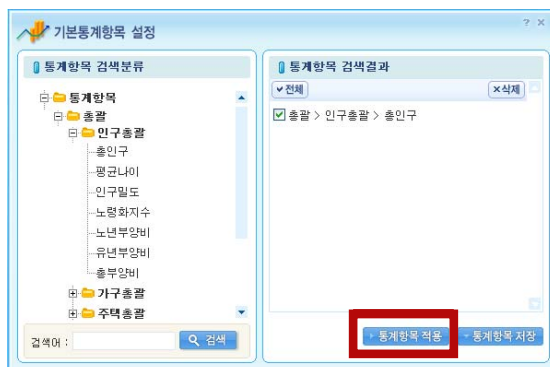 기본통계항목 설정
? ×
통계항목 검색분류
통계항목
총괄
인구총괄
총인구
평균나이
인구밀도
노령화지수
노년부양비
유년부양비
총부양비
가구총괄
주택총괄
검색어 :
검색
통계항목 검색결과
전체
×삭제
총괄 > 인구총괄 > 총인구
통계항목 적용
통계항목 저장